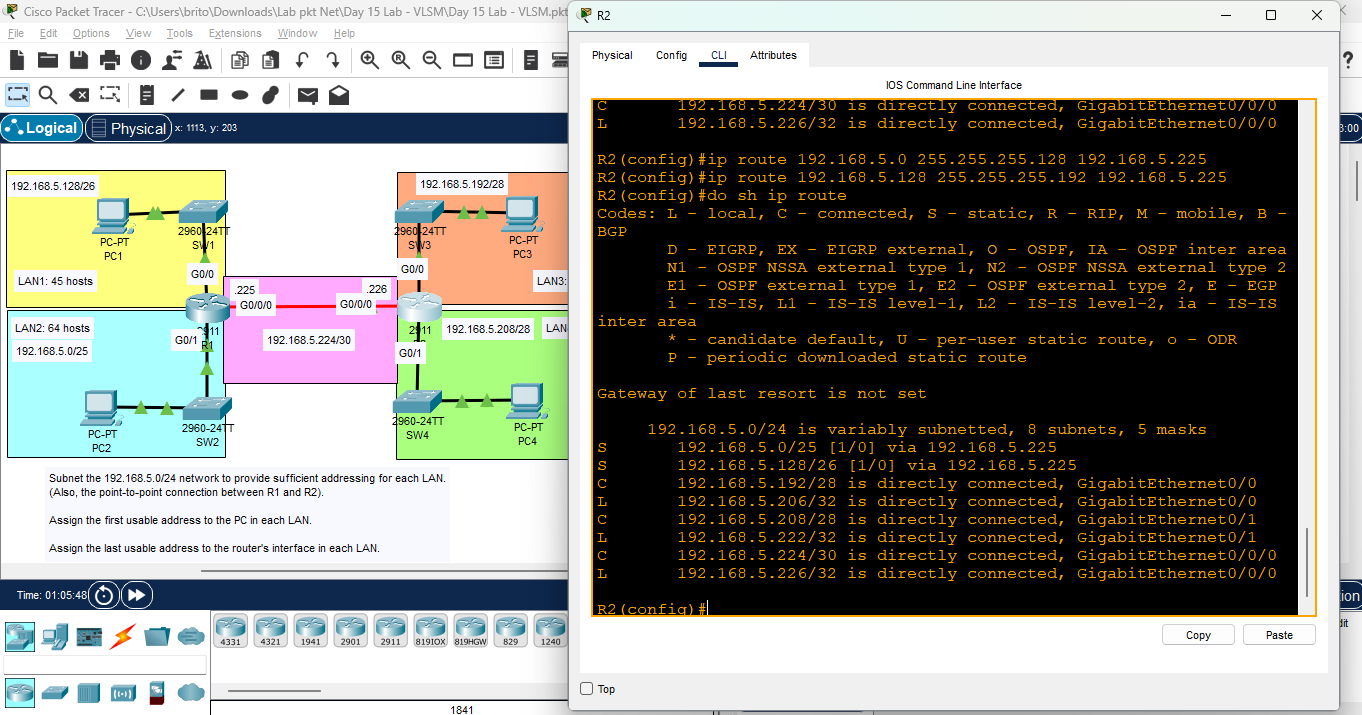 Cisco Packet Tracer - C:\Users\brito\Downloads\Lab pkt Net\Day 15 Lab - VLSM\Day 15 Lab - VLSM.pkt
File Edit Options View Tools Extensions Window Help
Logical Physical x: 1113, y: 203
192.168.5.128/26
PC-PT
PC1
2960-24TT
SW1
LAN1: 45 hosts
G0/0
192.168.5.192/28
2960-24TT
SW3
PC-PT
PC3
G0/0
LAN3:
.225
G0/0/0
.226
G0/0/0
192.168.5.224/30
2911
R1
2911
LAN2: 64 hosts
192.168.5.0/25
G0/1
PC-PT
PC2
2960-24TT
SW2
192.168.5.208/28
LAN
G0/1
2960-24TT
SW4
PC-PT
PC4
Subnet the 192.168.5.0/24 network to provide sufficient addressing for each LAN.
(Also, the point-to-point connection between R1 and R2).
Assign the first usable address to the PC in each LAN.
Assign the last usable address to the router's interface in each LAN.
Time: 01:05:48
4331 4321 1941 2901 2911 819IOX 819HGW 829 1240
1841
R2
Physical Config CLI Attributes
IOS Command Line Interface
C 192.168.5.224/30 is directly connected, GigabitEthernet0/0/0
L 192.168.5.226/32 is directly connected, GigabitEthernet0/0/0
R2(config)#ip route 192.168.5.0 255.255.255.128 192.168.5.225
R2(config)#ip route 192.168.5.128 255.255.255.192 192.168.5.225
R2(config)#do sh ip route
Codes: L - local, C - connected, S - static, R - RIP, M - mobile, B -
BGP
D - EIGRP, EX - EIGRP external, O - OSPF, IA - OSPF inter area
N1 - OSPF NSSA external type 1, N2 - OSPF NSSA external type 2
E1 - OSPF external type 1, E2 - OSPF external type 2, E - EGP
i - IS-IS, L1 - IS-IS level-1, L2 - IS-IS level-2, ia - IS-IS
inter area
* - candidate default, U - per-user static route, o - ODR
P - periodic downloaded static route
Gateway of last resort is not set
192.168.5.0/24 is variably subnetted, 8 subnets, 5 masks
S 192.168.5.0/25 [1/0] via 192.168.5.225
S 192.168.5.128/26 [1/0] via 192.168.5.225
C 192.168.5.192/28 is directly connected, GigabitEthernet0/0
L 192.168.5.206/32 is directly connected, GigabitEthernet0/0
C 192.168.5.208/28 is directly connected, GigabitEthernet0/1
L 192.168.5.222/32 is directly connected, GigabitEthernet0/1
C 192.168.5.224/30 is directly connected, GigabitEthernet0/0/0
L 192.168.5.226/32 is directly connected, GigabitEthernet0/0/0
R2(config)#
Copy Paste
Top